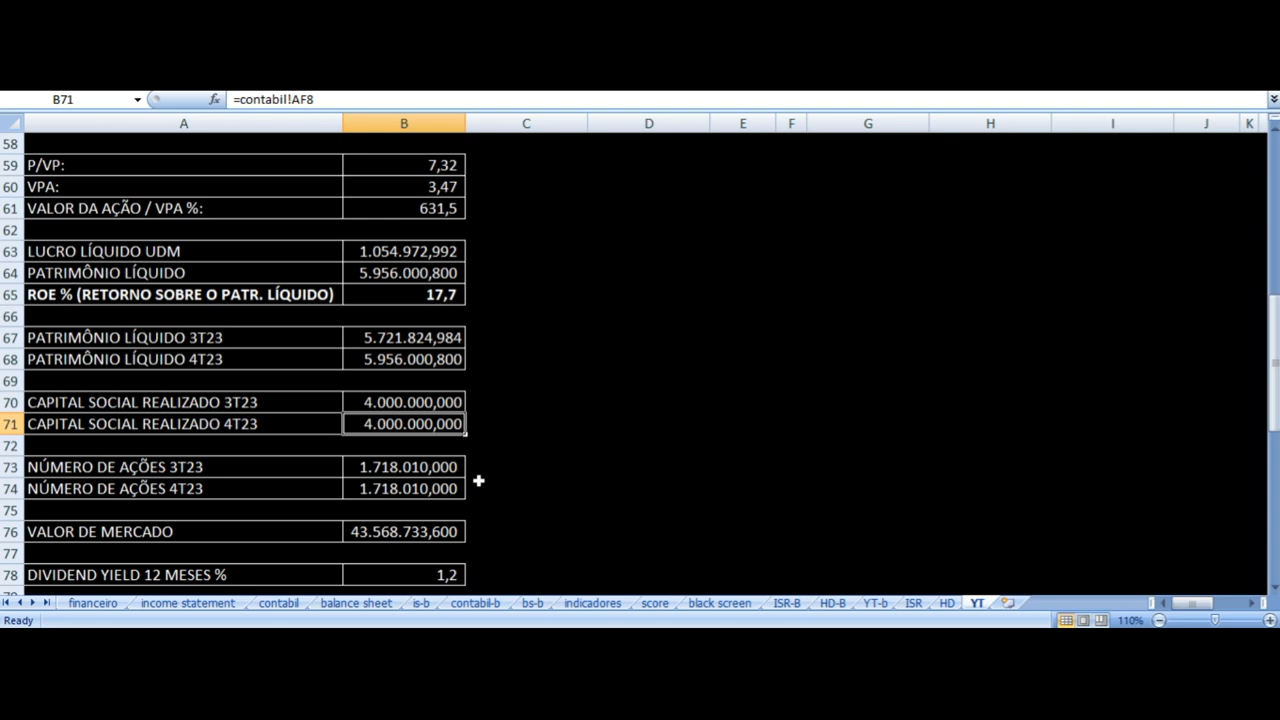 B71 fx =contabil!AF8
A B C D E F G H I J K
58
59 P/VP: 7,32
60 VPA: 3,47
61 VALOR DA AÇÃO / VPA %: 631,5
62
63 LUCRO LÍQUIDO UDM 1.054.972,992
64 PATRIMÔNIO LÍQUIDO 5.956.000,800
65 ROE % (RETORNO SOBRE O PATR. LÍQUIDO) 17,7
66
67 PATRIMÔNIO LÍQUIDO 3T23 5.721.824,984
68 PATRIMÔNIO LÍQUIDO 4T23 5.956.000,800
69
70 CAPITAL SOCIAL REALIZADO 3T23 4.000.000,000
71 CAPITAL SOCIAL REALIZADO 4T23 4.000.000,000
72
73 NÚMERO DE AÇÕES 3T23 1.718.010,000
74 NÚMERO DE AÇÕES 4T23 1.718.010,000
75
76 VALOR DE MERCADO 43.568.733,600
77
78 DIVIDEND YIELD 12 MESES % 1,2
financeiro income statement contabil balance sheet is-b contabil-b bs-b indicadores score black screen ISR-B HD-B YT-b ISR HD YT
Ready 110%